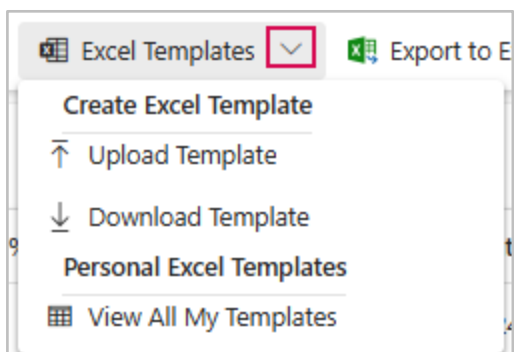 Excel Templates Export to E
Create Excel Template
Upload Template
Download Template
Personal Excel Templates
View All My Templates